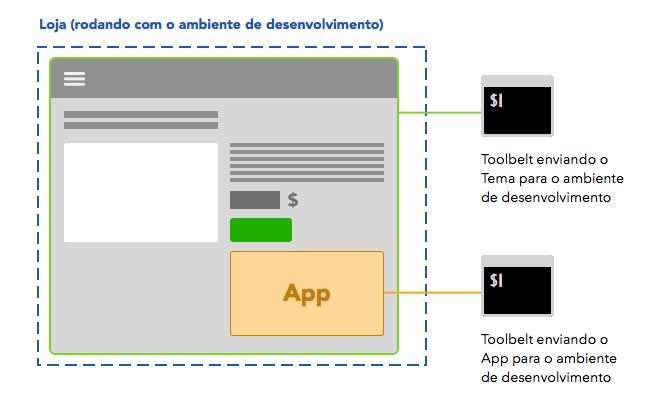 Loja (rodando com o ambiente de desenvolvimento)
$
App
$I
Toolbelt enviando o
Tema para o ambiente
de desenvolvimento
$I
Toolbelt enviando o
App para o ambiente
de desenvolvimento